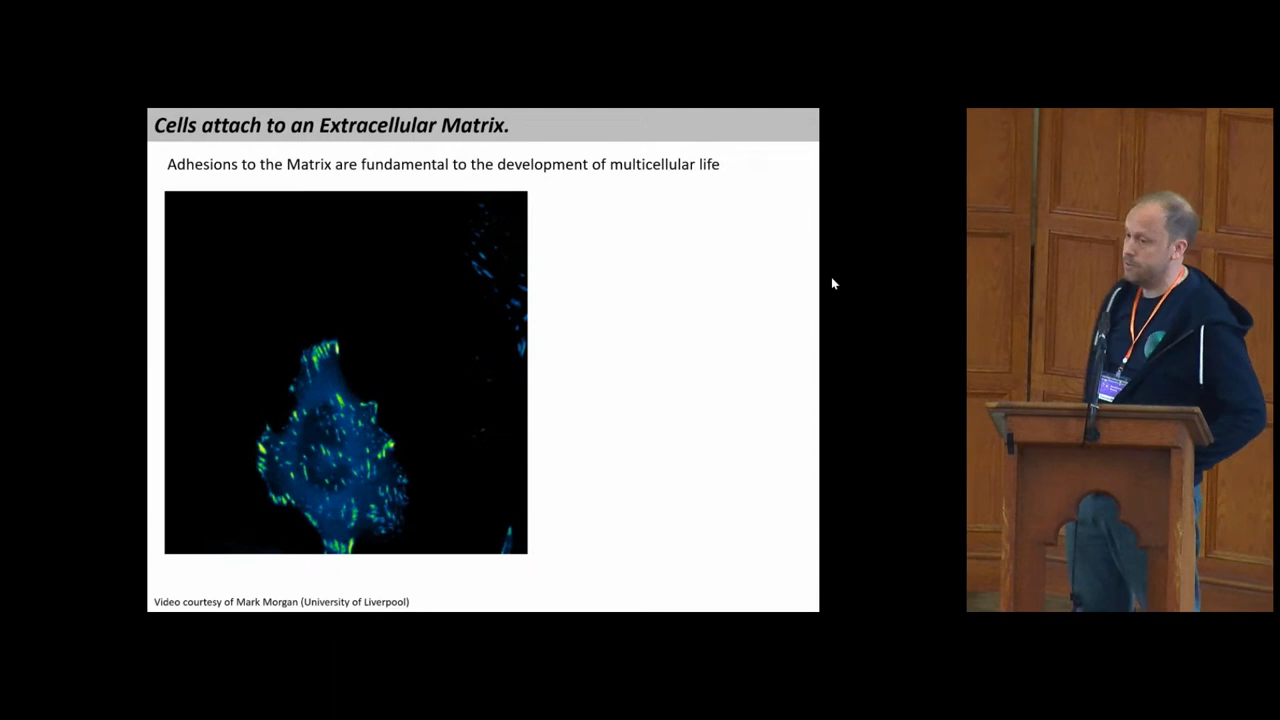 Cells attach to an Extracellular Matrix.
Adhesions to the Matrix are fundamental to the development of multicellular life
Video courtesy of Mark Morgan (University of Liverpool)